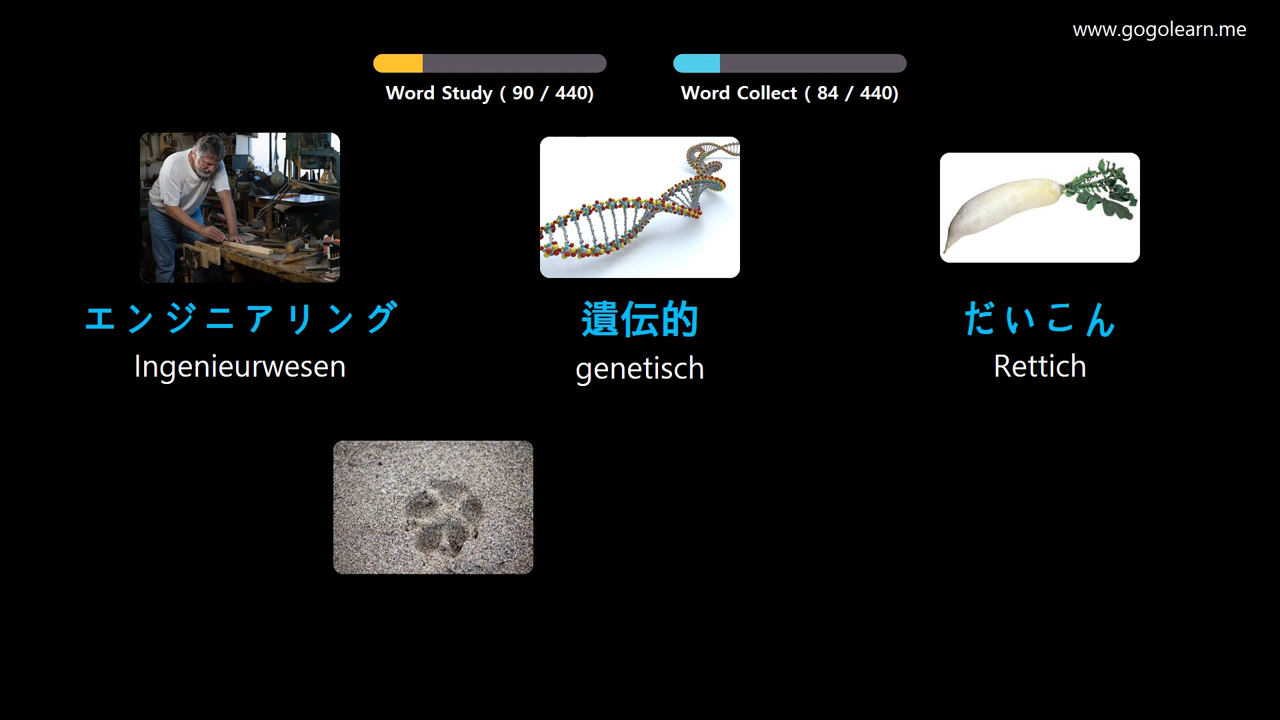 www.gogolearn.me
Word Study ( 90 / 440)
Word Collect ( 84 / 440)
エンジニアリング
Ingenieurwesen
遺伝的
genetisch
だいこん
Rettich